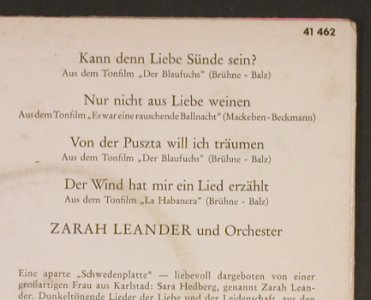 41 462
Kann denn Liebe Sünde sein?
Aus dem Tonfilm „Der Blaufuchs" (Brühne - Balz)
Nur nicht aus Liebe weinen
Aus dem Tonfilm „Es war eine rauschende Ballnacht" (Mackeben-Beckmann)
Von der Puszta will ich träumen
Aus dem Tonfilm „Der Blaufuchs" (Brühne - Balz)
Der Wind hat mir ein Lied erzählt
Aus dem Tonfilm „La Habanera" (Brühne - Balz)
ZARAH LEANDER und Orchester
Eine aparte „Schwedenplatte" — liebevoll dargeboten von einer
großartigen Frau aus Karlstad: Sara Hedberg, genannt Zarah Lean-
der. Dunkeltönende Lieder der Liebe und der Leidenschaft, aus den